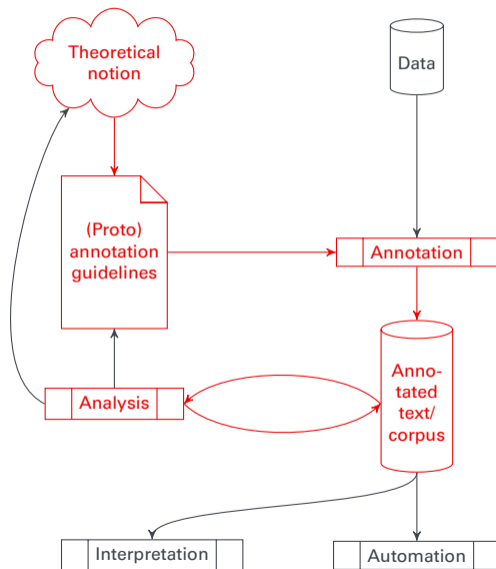 Theoretical
notion
Data
(Proto)
annotation
guidelines
Annotation
Anno-
tated
text/
corpus
Analysis
Interpretation
Automation